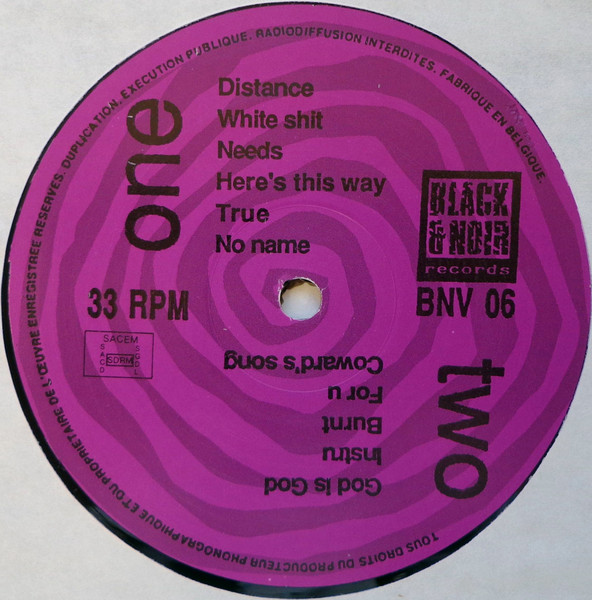 TOUS DROITS DU PRODUCTEUR PHONOGRAPHIQUE ET DU PROPRIETAIRE DE L'ŒUVRE ENREGISTREE RESERVES. DUPLICATION. EXECUTION PUBLIQUE. RADIODIFFUSION INTERDITES. FABRIQUE EN BELGIQUE.
one
Distance
White shit
Needs
Here's this way
True
No name
BLACK
& NOIR
records
33 RPM
BNV 06
SACEM
SACD
SDRM
SGDL
two
God is God
Instru
Burnt
For u
Coward's song